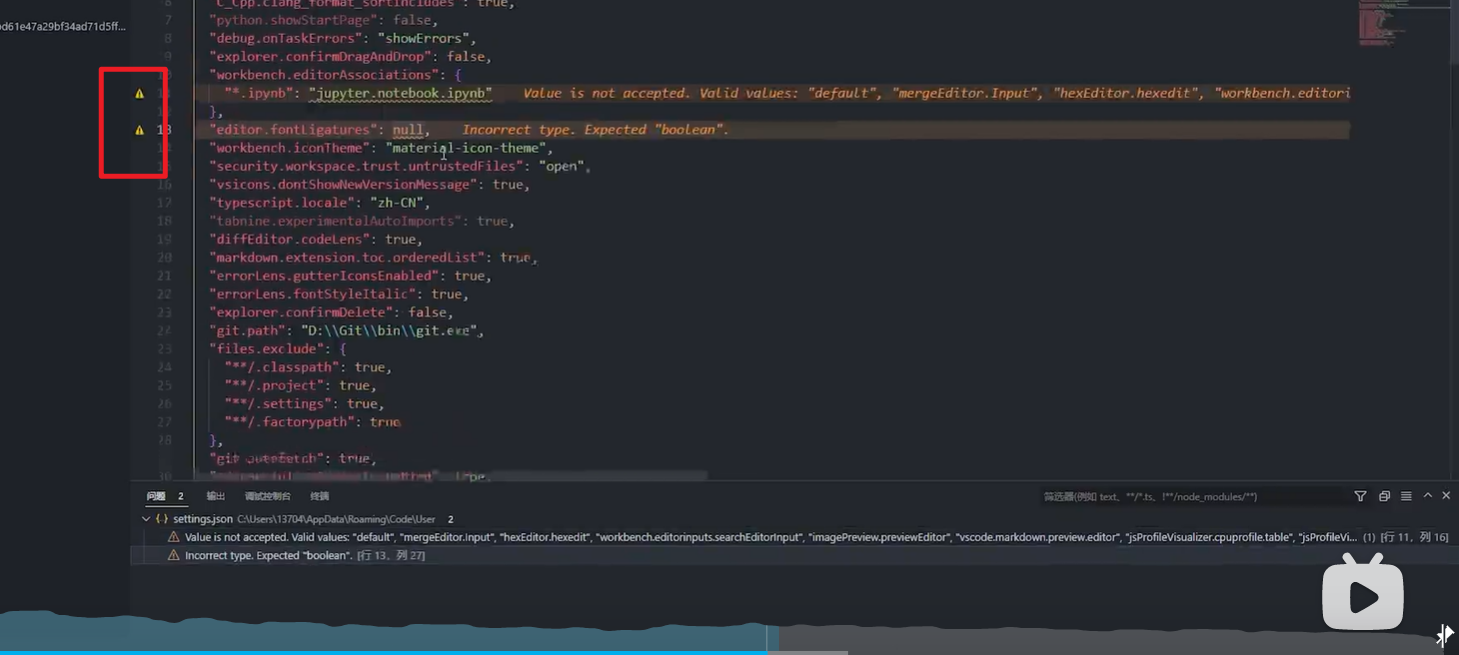 "C_Cpp.clang_format_sortIncludes": true,
7 "python.showStartPage": false,
od61e47a29bf34ad71d5ff...
8 "debug.onTaskErrors": "showErrors",
9 "explorer.confirmDragAndDrop": false,
10 "workbench.editorAssociations": {
11 "*.ipynb": "jupyter.notebook.ipynb" Value is not accepted. Valid values: "default", "mergeEditor.Input", "hexEditor.hexedit", "workbench.editori
12 },
13 "editor.fontLigatures": null, Incorrect type. Expected "boolean".
14 "workbench.iconTheme": "material-icon-theme",
15 "security.workspace.trust.untrustedFiles": "open",
16 "vsicons.dontShowNewVersionMessage": true,
17 "typescript.locale": "zh-CN",
18 "tabnine.experimentalAutoImports": true,
19 "diffEditor.codeLens": true,
20 "markdown.extension.toc.orderedList": true,
21 "errorLens.gutterIconsEnabled": true,
22 "errorLens.fontStyleItalic": true,
23 "explorer.confirmDelete": false,
24 "git.path": "D:\\Git\\bin\\git.exe",
23 "files.exclude": {
24 "**/.classpath": true,
25 "**/.project": true,
26 "**/.settings": true,
27 "**/.factorypath": true
28 },
"git.autofetch": true,
30
问题 2 输出 调试控制台 终端 筛选器(例如 text、**/*.ts、!**/node_modules/**)
{} settings.json C:\Users\13704\AppData\Roaming\Code\User 2
Value is not accepted. Valid values: "default", "mergeEditor.Input", "hexEditor.hexedit", "workbench.editorinputs.searchEditorInput", "imagePreview.previewEditor", "vscode.markdown.preview.editor", "jsProfileVisualizer.cpuprofile.table", "jsProfileVi... (1) [行 11，列 16]
Incorrect type. Expected "boolean". [行 13，列 27]